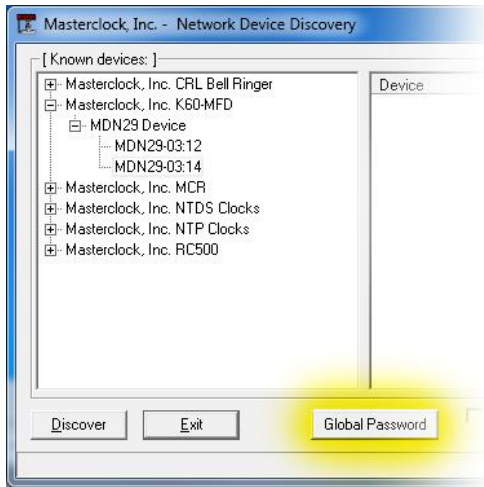 Masterclock, Inc. - Network Device Discovery
[ Known devices: ]
Masterclock, Inc. CRL Bell Ringer
Device
Masterclock, Inc. K60-MFD
MDN29 Device
MDN29-03:12
MDN29-03:14
Masterclock, Inc. MCR
Masterclock, Inc. NTDS Clocks
Masterclock, Inc. NTP Clocks
Masterclock, Inc. RC500
Discover Exit Global Password